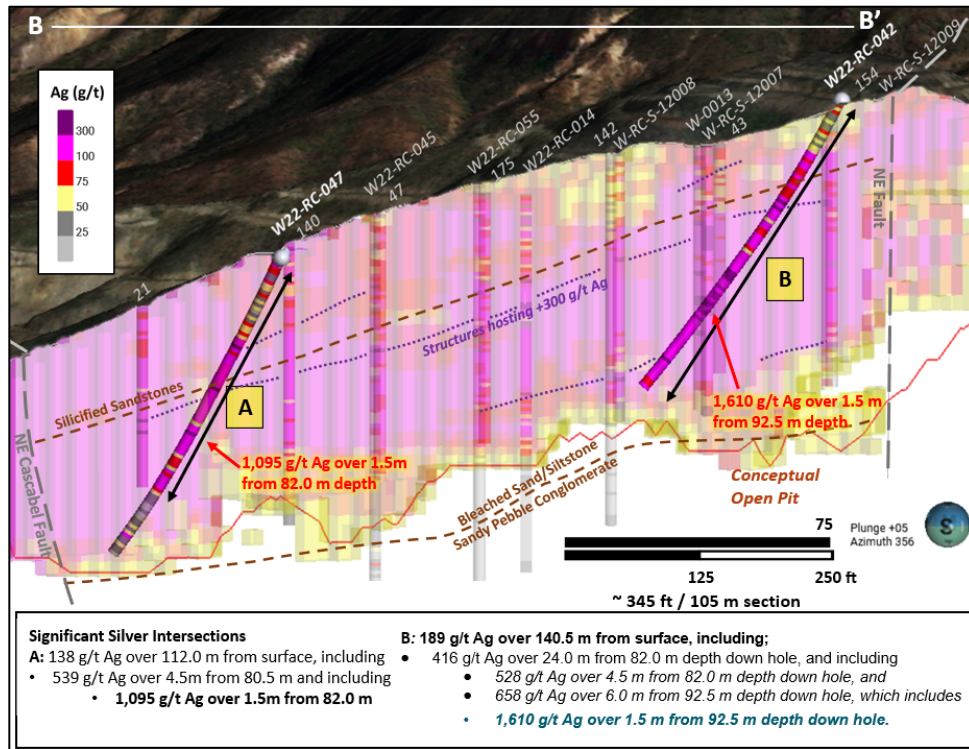 B
B’
Ag (g/t)
300
100
75
50
25
21
W22-RC-047
140
W22-RC-045
47
W22-RC-055
175
W22-RC-014
142
W-RC-S-12008
W-0013
W-RC-S-12007
43
W22-RC-042
154
W-RC-S-12009
NE Fault
B
Structures hosting +300 g/t Ag
Silicified Sandstones
A
1,610 g/t Ag over 1.5 m
from 92.5 m depth.
1,095 g/t Ag over 1.5m
from 82.0 m depth
NE Cascabel Fault
Bleached Sand/Siltstone
Sandy Pebble Conglomerate
Conceptual
Open Pit
75
Plunge +05
Azimuth 356
S
125
250 ft
~ 345 ft / 105 m section
Significant Silver Intersections
A: 138 g/t Ag over 112.0 m from surface, including
• 539 g/t Ag over 4.5m from 80.5 m and including
• 1,095 g/t Ag over 1.5m from 82.0 m
B: 189 g/t Ag over 140.5 m from surface, including;
• 416 g/t Ag over 24.0 m from 82.0 m depth down hole, and including
• 528 g/t Ag over 4.5 m from 82.0 m depth down hole, and
• 658 g/t Ag over 6.0 m from 92.5 m depth down hole, which includes
• 1,610 g/t Ag over 1.5 m from 92.5 m depth down hole.